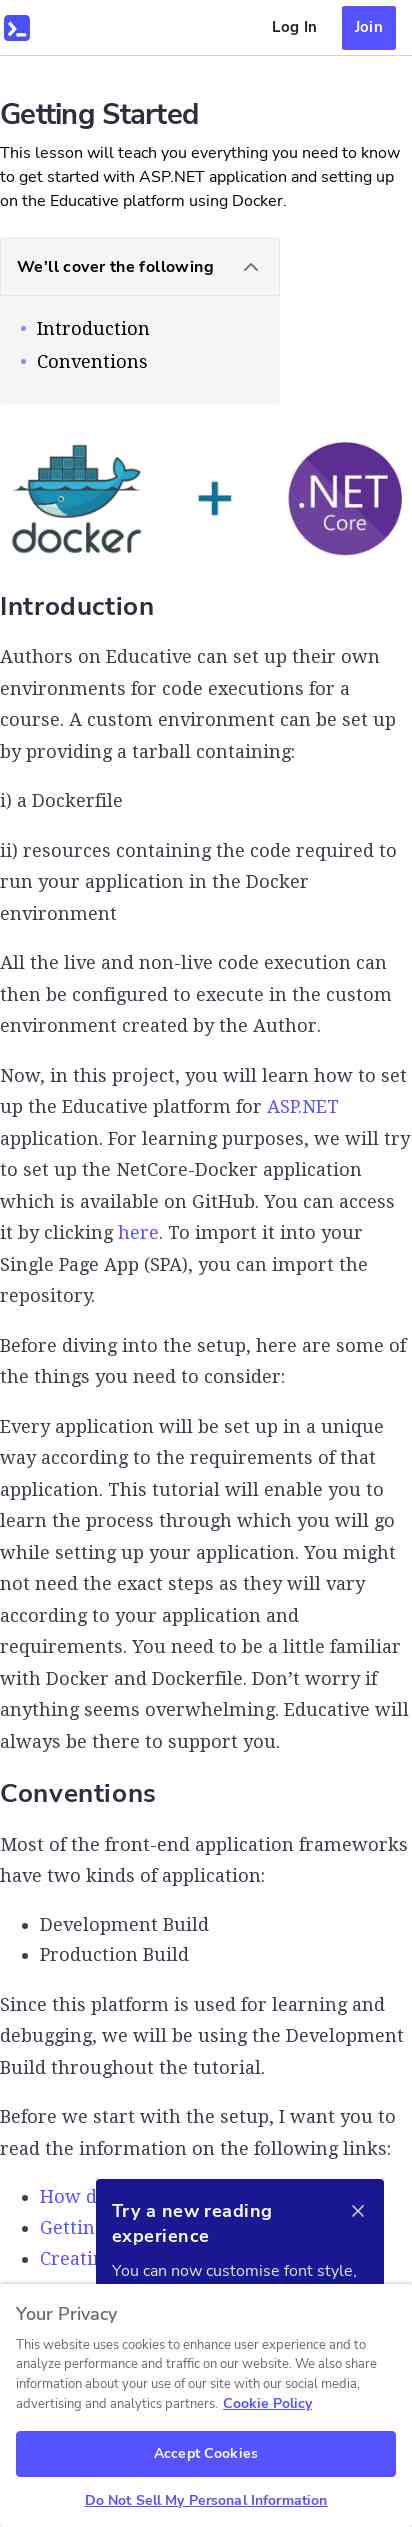 Log In
Join
Getting Started
This lesson will teach you everything you need to know
to get started with ASP.NET application and setting up
on the Educative platform using Docker.
We'll cover the following
Introduction
Conventions
docker
.NET
Core
Introduction
Authors on Educative can set up their own
environments for code executions for a
course. A custom environment can be set up
by providing a tarball containing:
i) a Dockerfile
ii) resources containing the code required to
run your application in the Docker
environment
All the live and non-live code execution can
then be configured to execute in the custom
environment created by the Author.
Now, in this project, you will learn how to set
up the Educative platform for ASP.NET
application. For learning purposes, we will try
to set up the NetCore-Docker application
which is available on GitHub. You can access
it by clicking here. To import it into your
Single Page App (SPA), you can import the
repository.
Before diving into the setup, here are some of
the things you need to consider:
Every application will be set up in a unique
way according to the requirements of that
application. This tutorial will enable you to
learn the process through which you will go
while setting up your application. You might
not need the exact steps as they will vary
according to your application and
requirements. You need to be a little familiar
with Docker and Dockerfile. Don't worry if
anything seems overwhelming. Educative will
always be there to support you.
Conventions
Most of the front-end application frameworks
have two kinds of application:
Development Build
Production Build
Since this platform is used for learning and
debugging, we will be using the Development
Build throughout the tutorial.
Before we start with the setup, I want you to
read the information on the following links:
How
Try a new reading
experience
You can now customise font style,
Your Privacy
This website uses cookies to enhance user experience and to
analyze performance and traffic on our website. We also share
information about your use of our site with our social media,
advertising and analytics partners. Cookie Policy
Accept Cookies
Do Not Sell My Personal Information